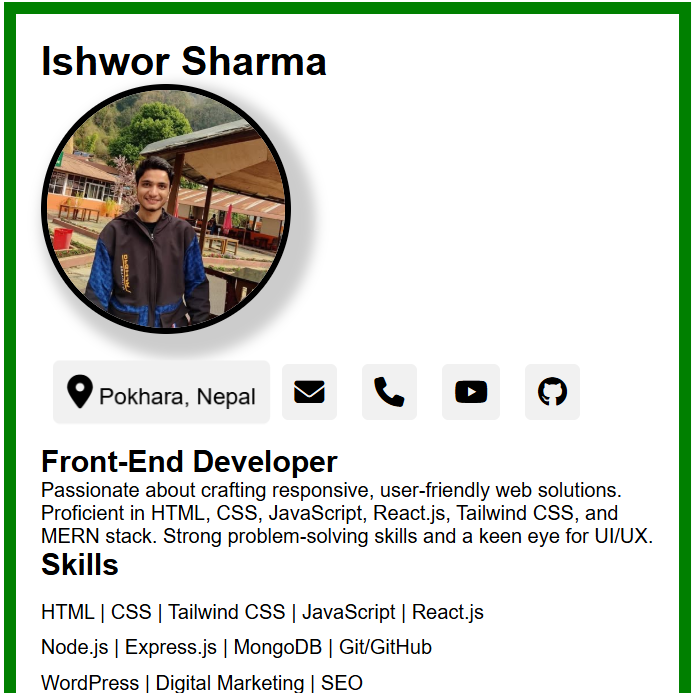 Ishwor Sharma
Pokhara, Nepal
Front-End Developer
Passionate about crafting responsive, user-friendly web solutions.
Proficient in HTML, CSS, JavaScript, React.js, Tailwind CSS, and
MERN stack. Strong problem-solving skills and a keen eye for UI/UX.
Skills
HTML | CSS | Tailwind CSS | JavaScript | React.js
Node.js | Express.js | MongoDB | Git/GitHub
WordPress | Digital Marketing | SEO